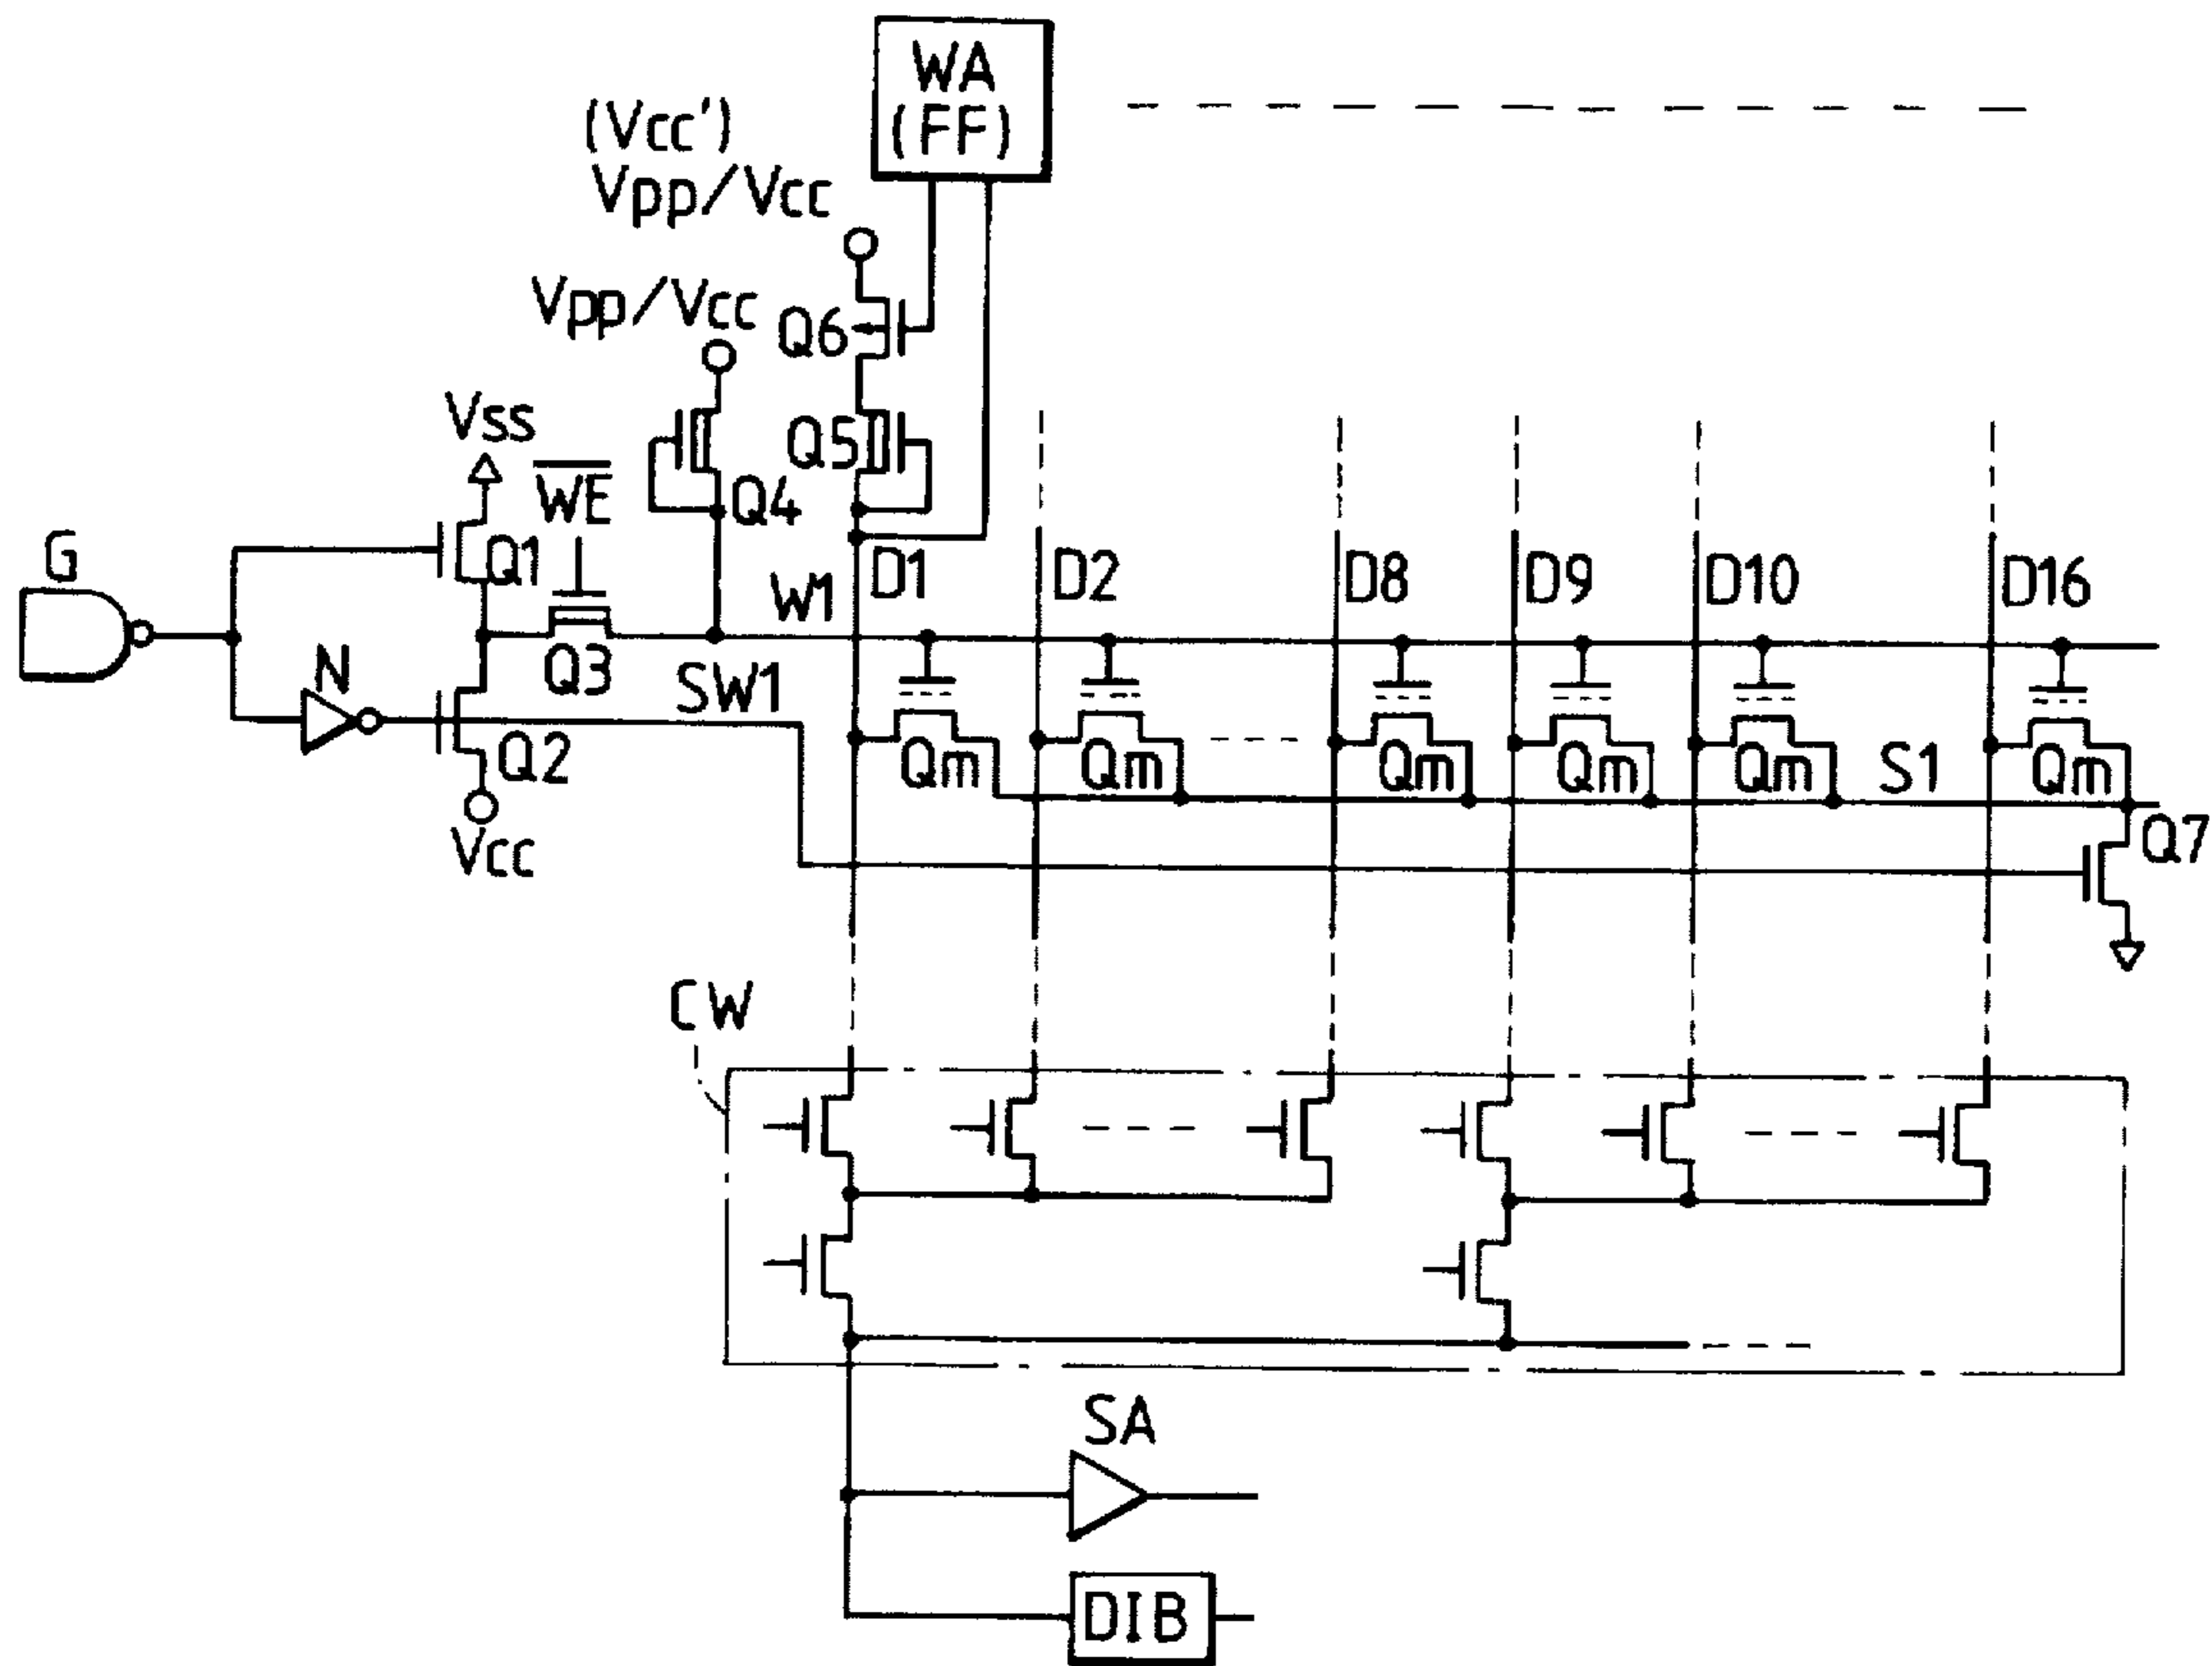 WA
(FF)
(Vcc')
Vpp/Vcc
Vpp/Vcc
Q6
Vss
WE
Q5
Q4
G
Q1
W1
D1
D2
D8
D9
D10
D16
N
Q3
SW1
Q2
Qm
Qm
Qm
Qm
Qm
S1
Qm
Vcc
Q7
CW
SA
DIB